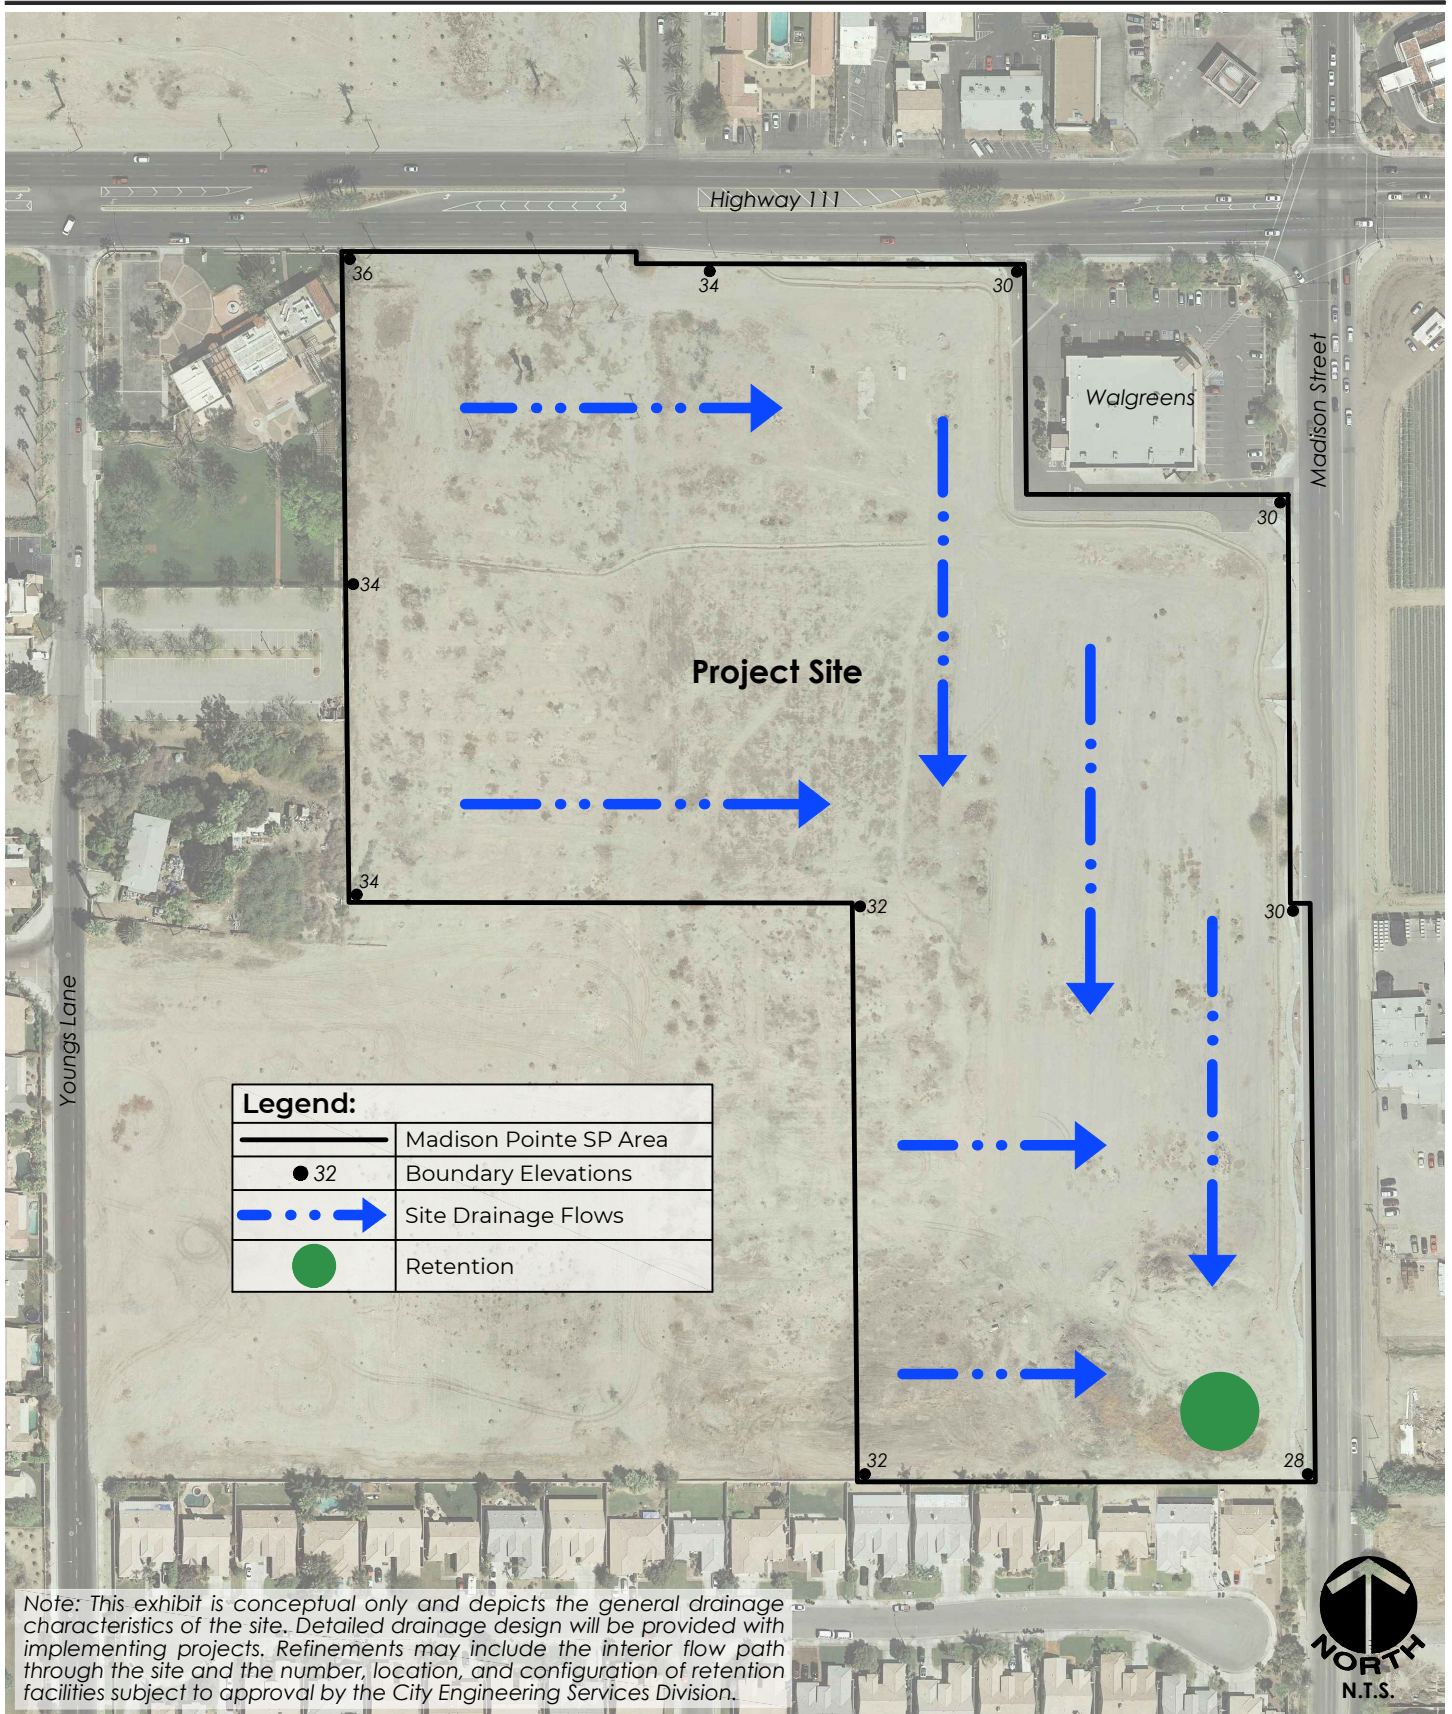 Highway 111
36
34
30
Walgreens
Madison Street
30
34
Project Site
34
32
30
Youngs Lane
Legend:
Madison Pointe SP Area
32 Boundary Elevations
Site Drainage Flows
Retention
32
28
Note: This exhibit is conceptual only and depicts the general drainage
characteristics of the site. Detailed drainage design will be provided with
implementing projects. Refinements may include the interior flow path
through the site and the number, location, and configuration of retention
facilities subject to approval by the City Engineering Services Division.
NORTH
N.T.S.